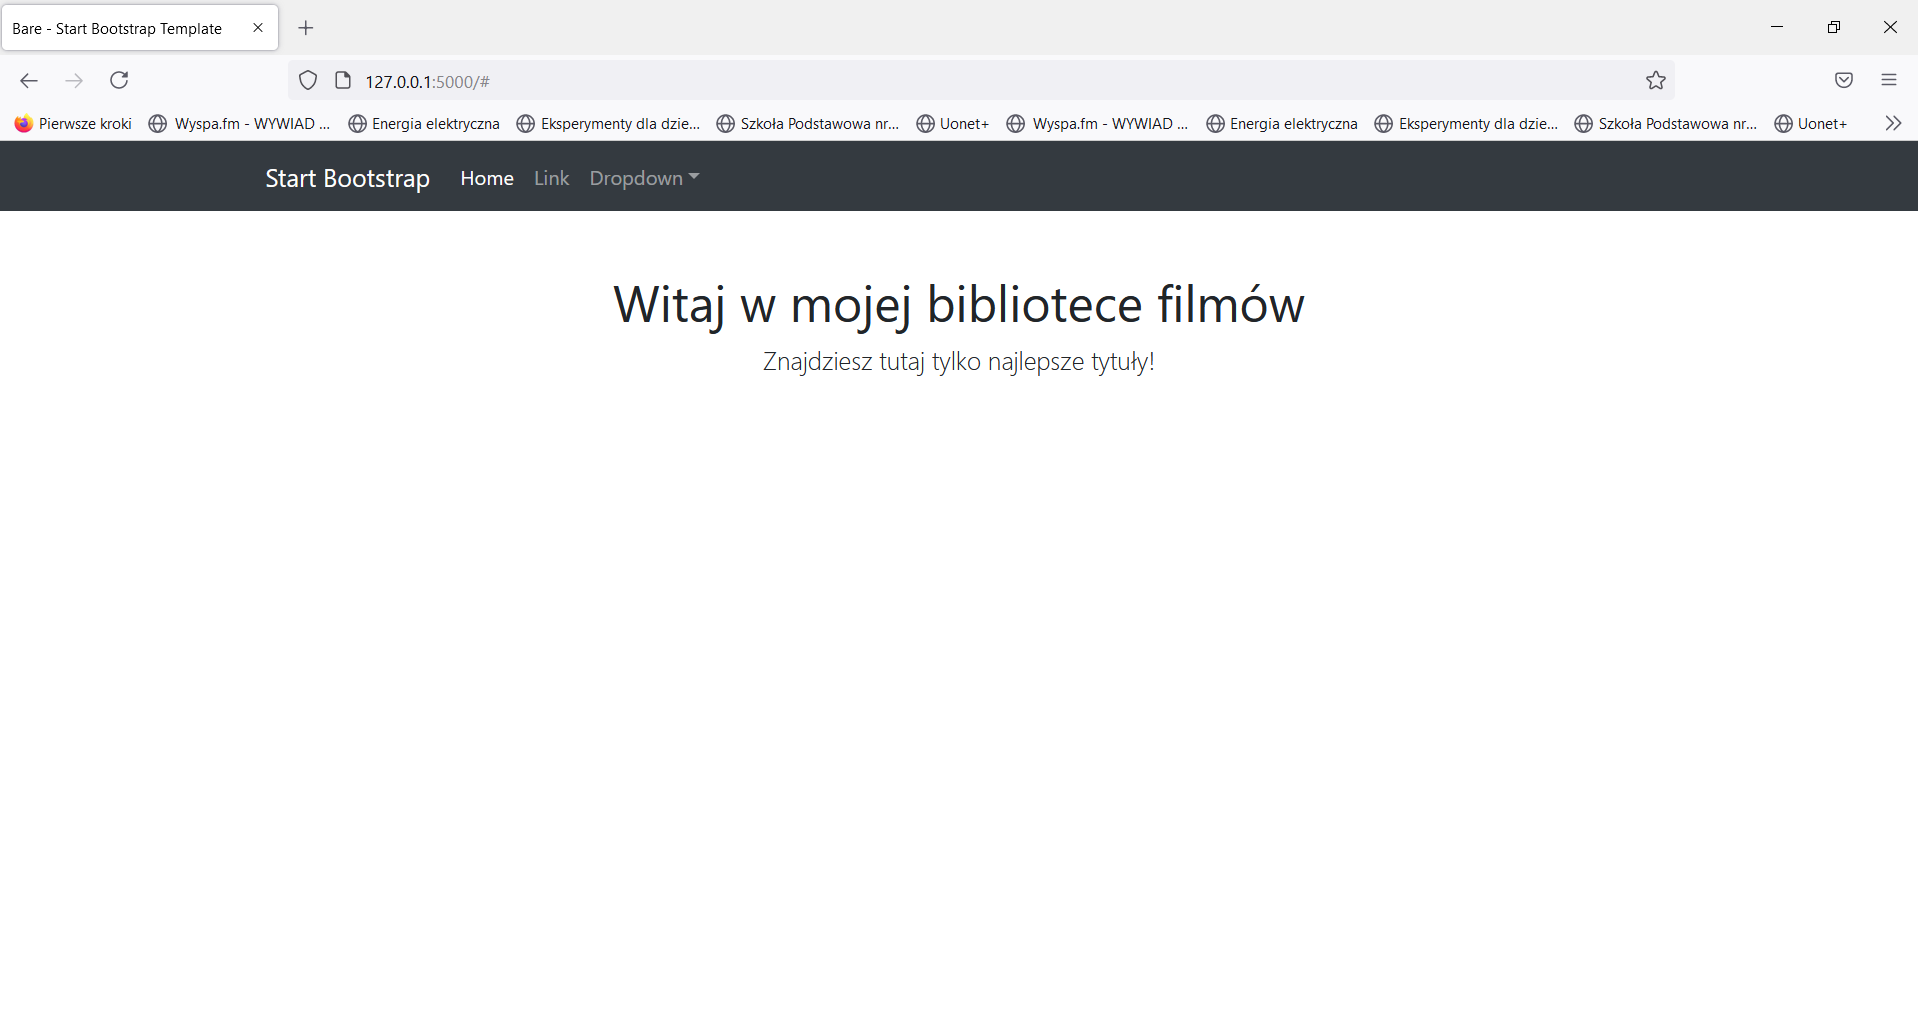 Bare - Start Bootstrap Template
127.0.0.1:5000/#
Pierwsze kroki Wyspa.fm - WYWIAD ... Energia elektryczna Eksperymenty dla dzie... Szkoła Podstawowa nr... Uonet+ Wyspa.fm - WYWIAD ... Energia elektryczna Eksperymenty dla dzie... Szkoła Podstawowa nr... Uonet+
Start Bootstrap Home Link Dropdown
Witaj w mojej bibliotece filmów
Znajdziesz tutaj tylko najlepsze tytuły!